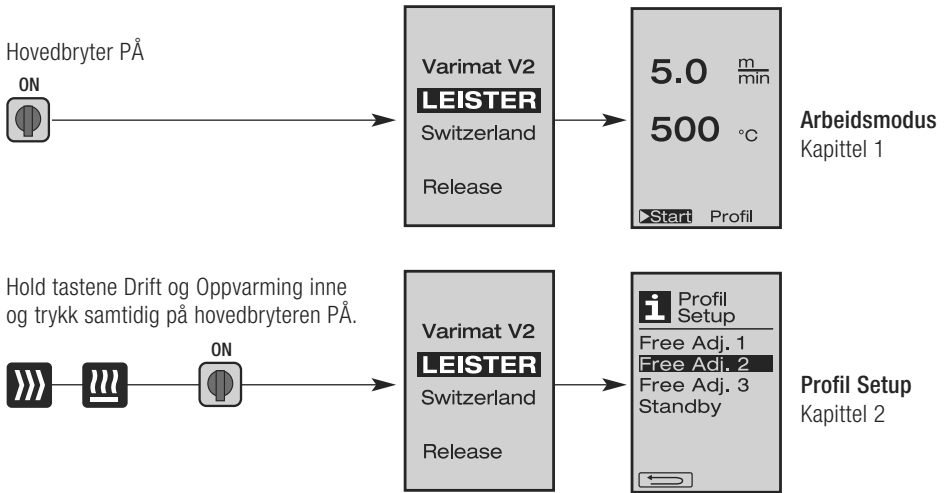 Hovedbryter PÅ
ON
Varimat V2
LEISTER
Switzerland
Release
5.0 m/min
500 °C
Start Profil
Arbeidsmodus
Kapittel 1
Hold tastene Drift og Oppvarming inne
og trykk samtidig på hovedbryteren PÅ.
ON
Varimat V2
LEISTER
Switzerland
Release
i Profil
Setup
Free Adj. 1
Free Adj. 2
Free Adj. 3
Standby
Profil Setup
Kapittel 2